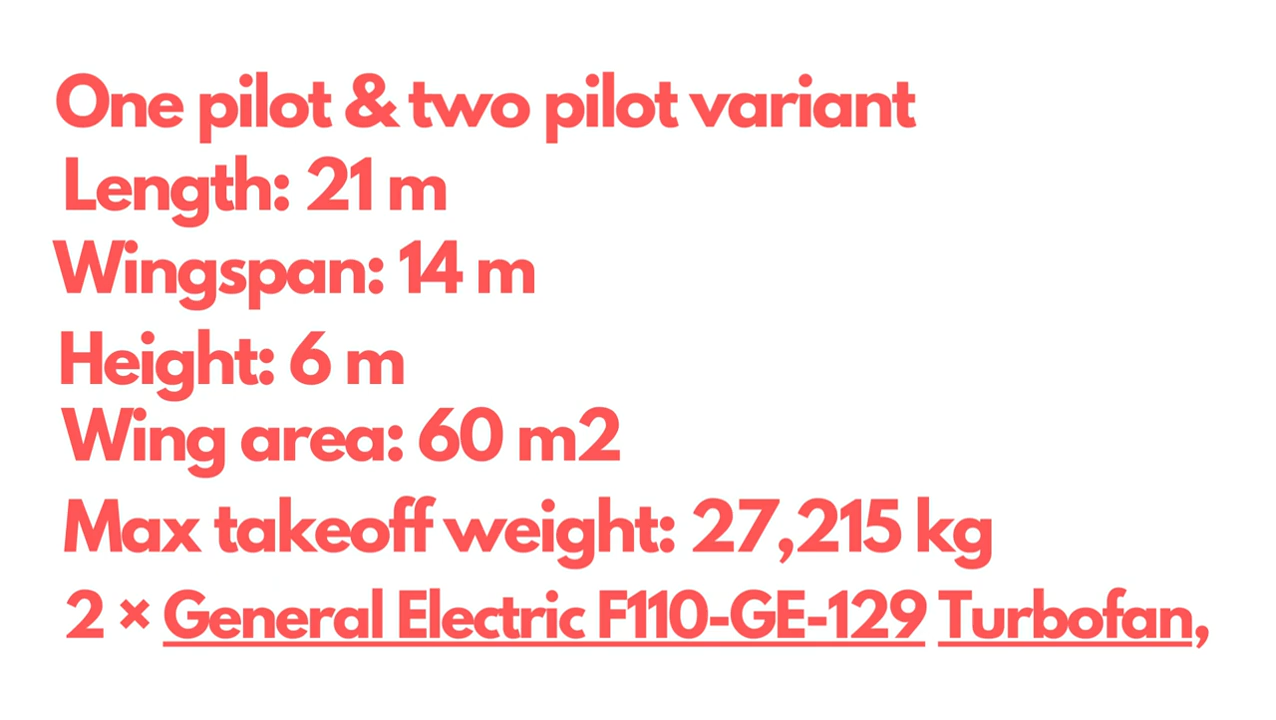 One pilot & two pilot variant
Length: 21 m
Wingspan: 14 m
Height: 6 m
Wing area: 60 m2
Max takeoff weight: 27,215 kg
2 × General Electric F110-GE-129 Turbofan,